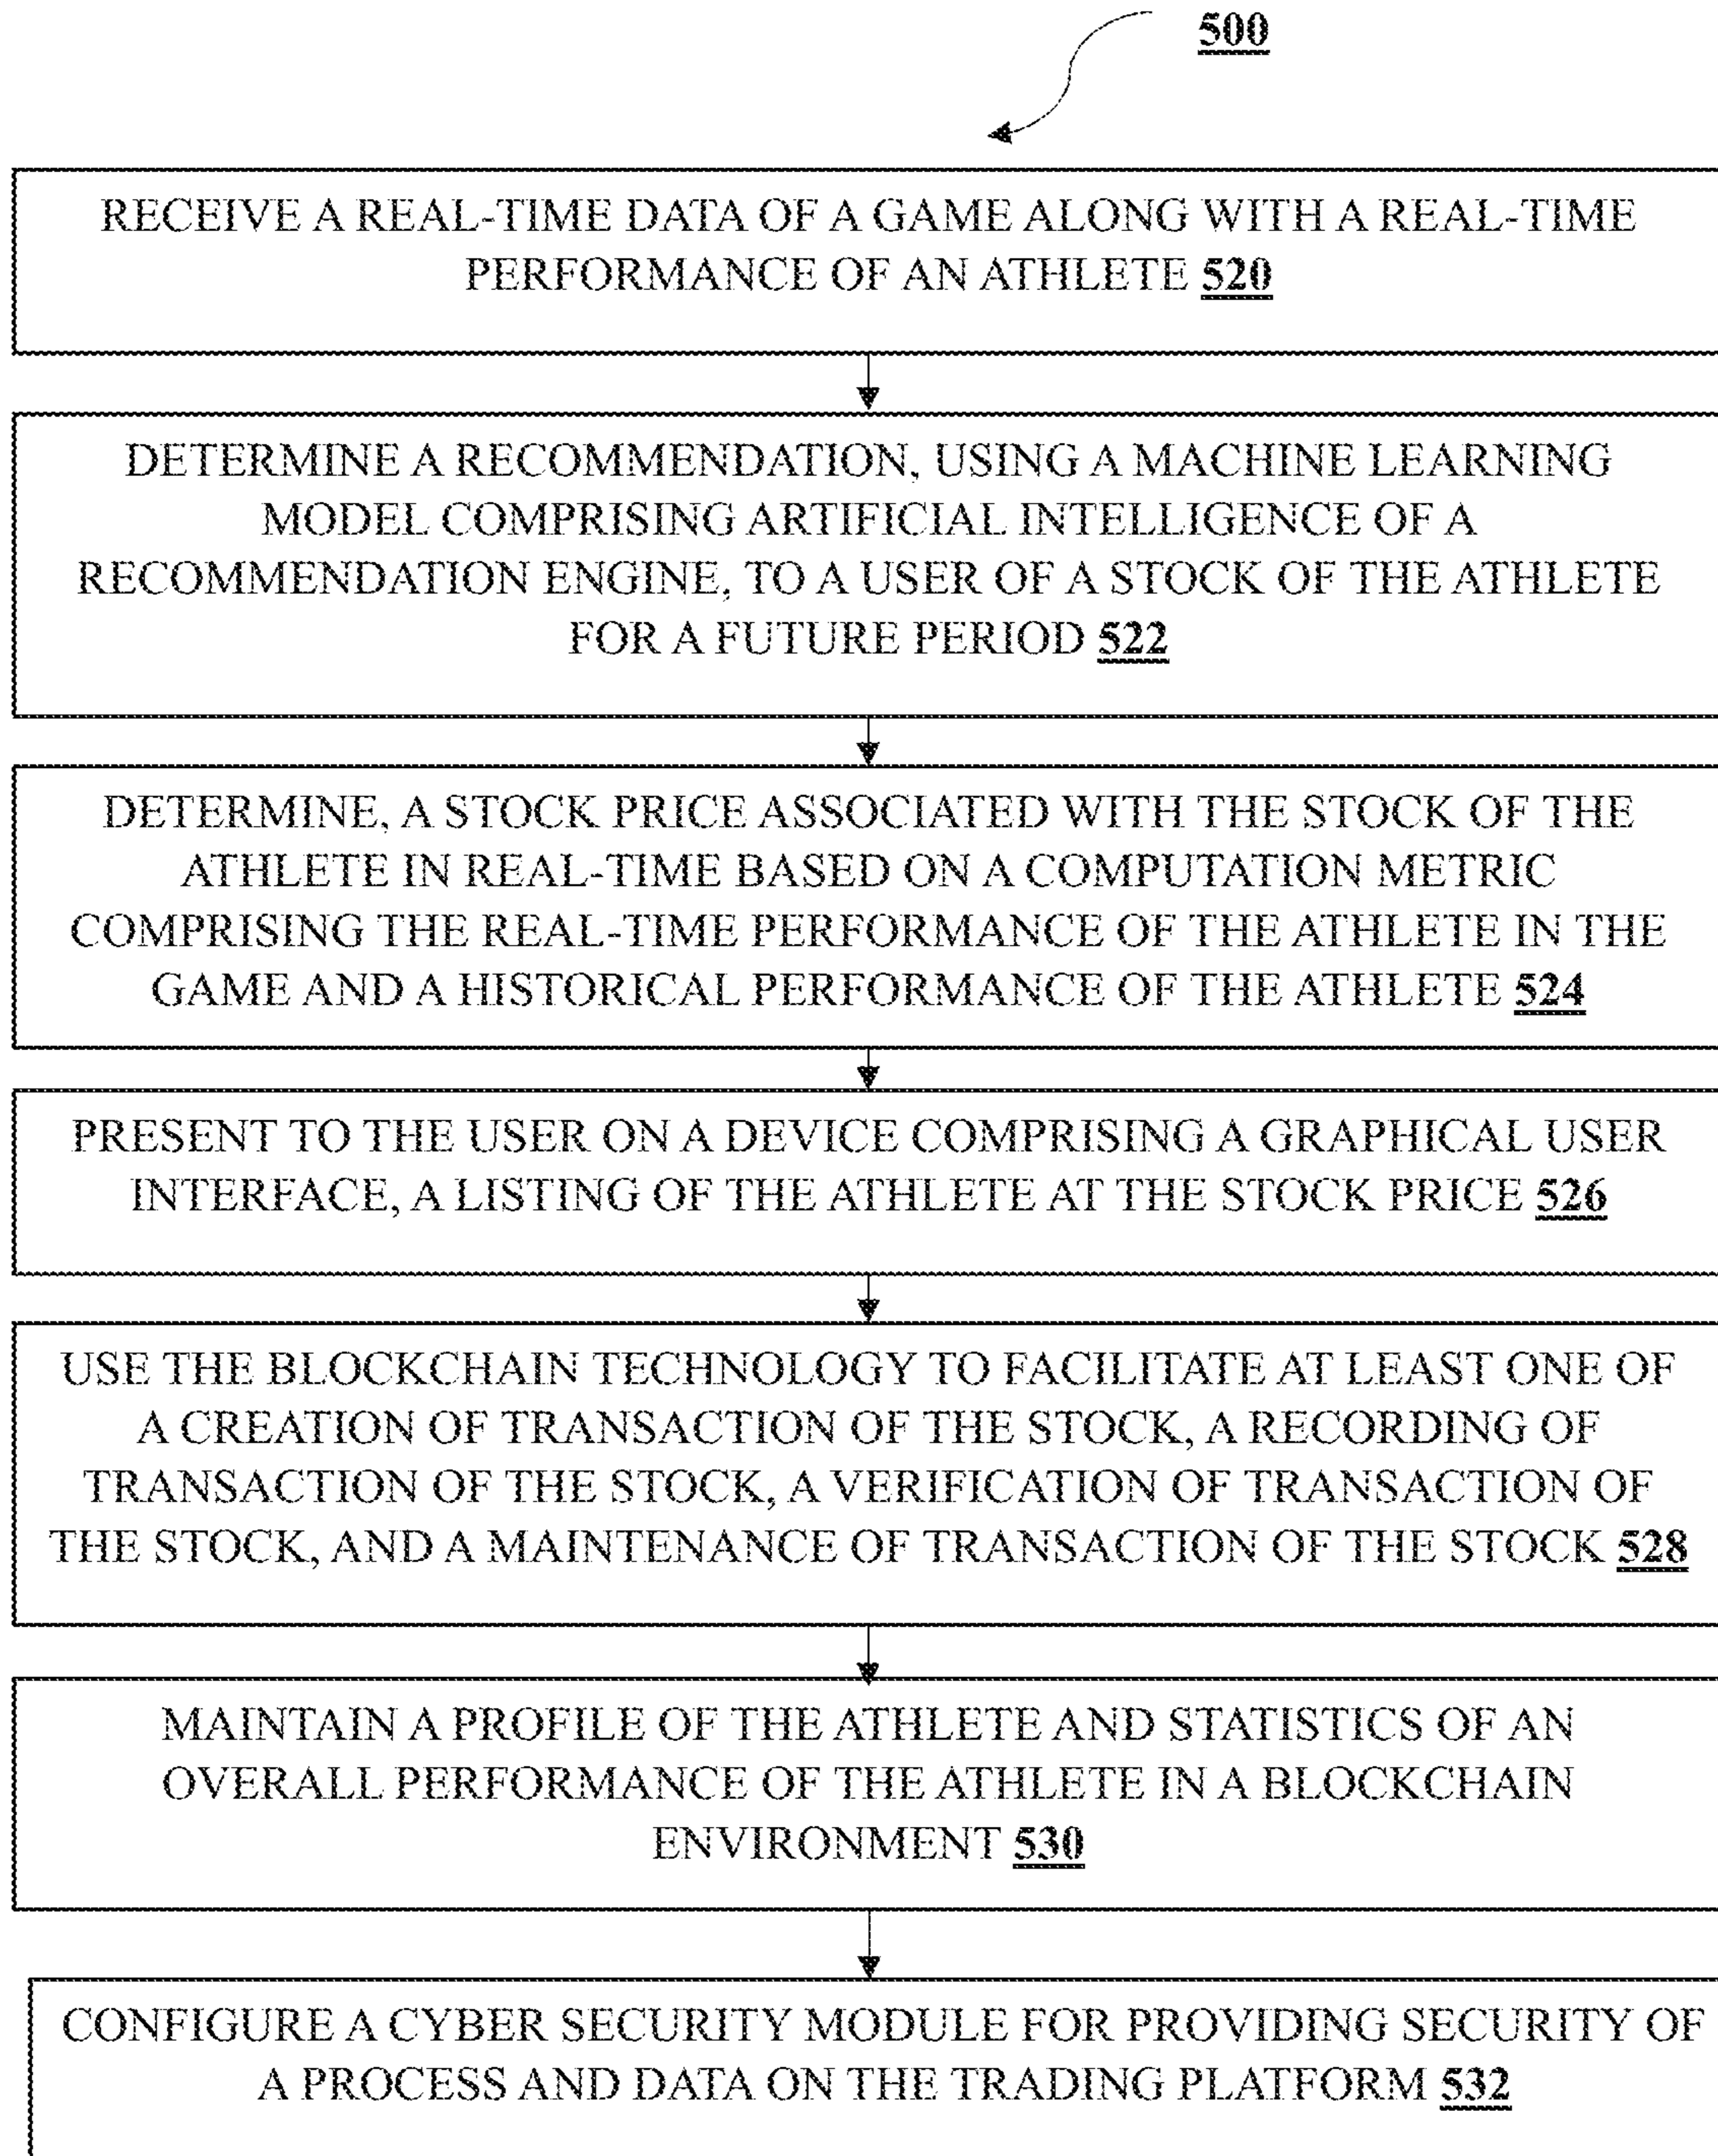 500
RECEIVE A REAL-TIME DATA OF A GAME ALONG WITH A REAL-TIME
PERFORMANCE OF AN ATHLETE 520
DETERMINE A RECOMMENDATION, USING A MACHINE LEARNING
MODEL COMPRISING ARTIFICIAL INTELLIGENCE OF A
RECOMMENDATION ENGINE, TO A USER OF A STOCK OF THE ATHLETE
FOR A FUTURE PERIOD 522
DETERMINE, A STOCK PRICE ASSOCIATED WITH THE STOCK OF THE
ATHLETE IN REAL-TIME BASED ON A COMPUTATION METRIC
COMPRISING THE REAL-TIME PERFORMANCE OF THE ATHLETE IN THE
GAME AND A HISTORICAL PERFORMANCE OF THE ATHLETE 524
PRESENT TO THE USER ON A DEVICE COMPRISING A GRAPHICAL USER
INTERFACE, A LISTING OF THE ATHLETE AT THE STOCK PRICE 526
USE THE BLOCKCHAIN TECHNOLOGY TO FACILITATE AT LEAST ONE OF
A CREATION OF TRANSACTION OF THE STOCK, A RECORDING OF
TRANSACTION OF THE STOCK, A VERIFICATION OF TRANSACTION OF
THE STOCK, AND A MAINTENANCE OF TRANSACTION OF THE STOCK 528
MAINTAIN A PROFILE OF THE ATHLETE AND STATISTICS OF AN
OVERALL PERFORMANCE OF THE ATHLETE IN A BLOCKCHAIN
ENVIRONMENT 530
CONFIGURE A CYBER SECURITY MODULE FOR PROVIDING SECURITY OF
A PROCESS AND DATA ON THE TRADING PLATFORM 532